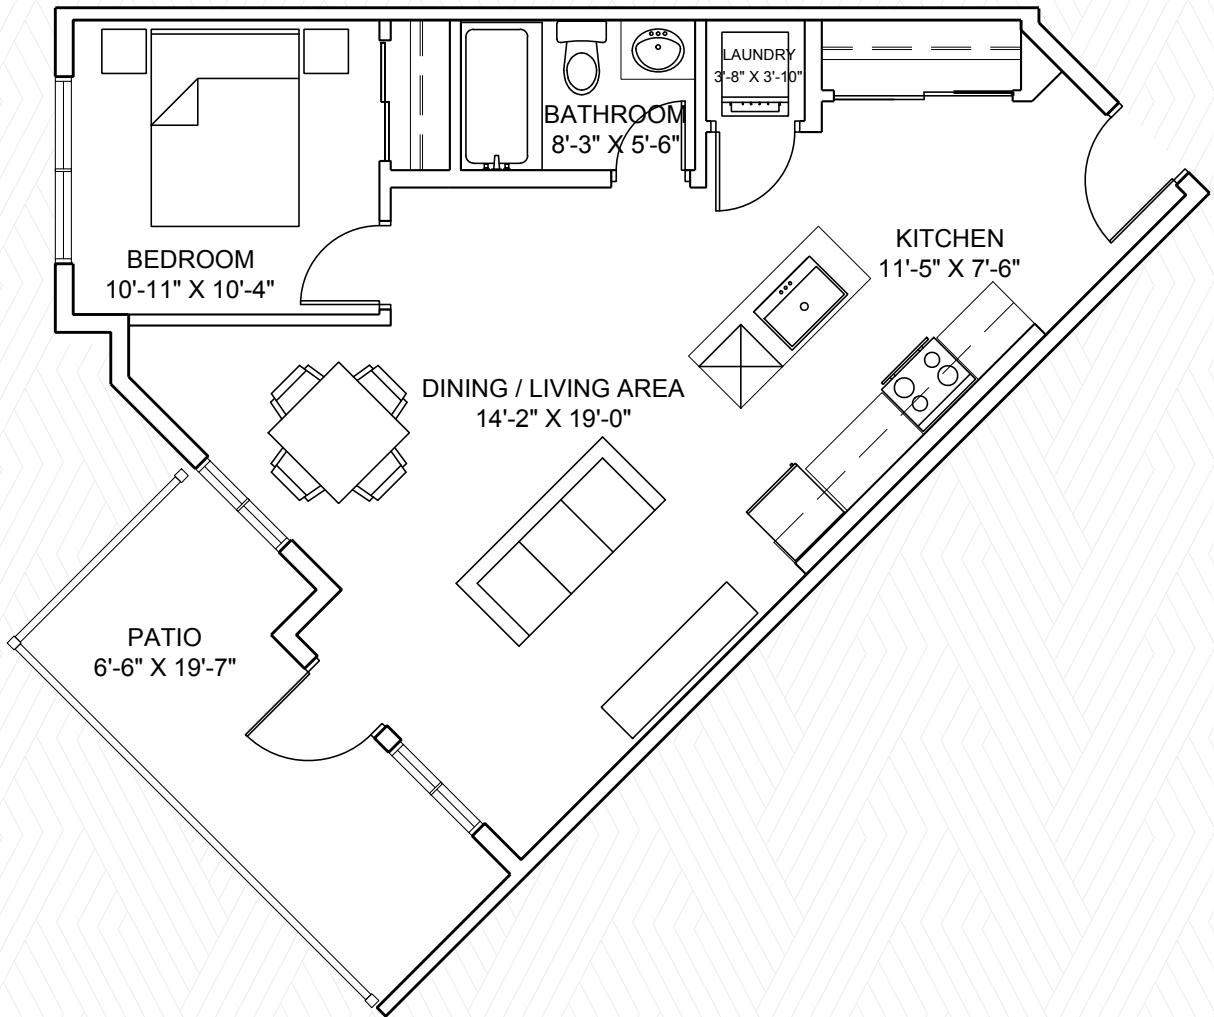 LAUNDRY
3'-8" X 3'-10"
BATHROOM
8'-3" X 5'-6"
BEDROOM
10'-11" X 10'-4"
KITCHEN
11'-5" X 7'-6"
DINING / LIVING AREA
14'-2" X 19'-0"
PATIO
6'-6" X 19'-7"